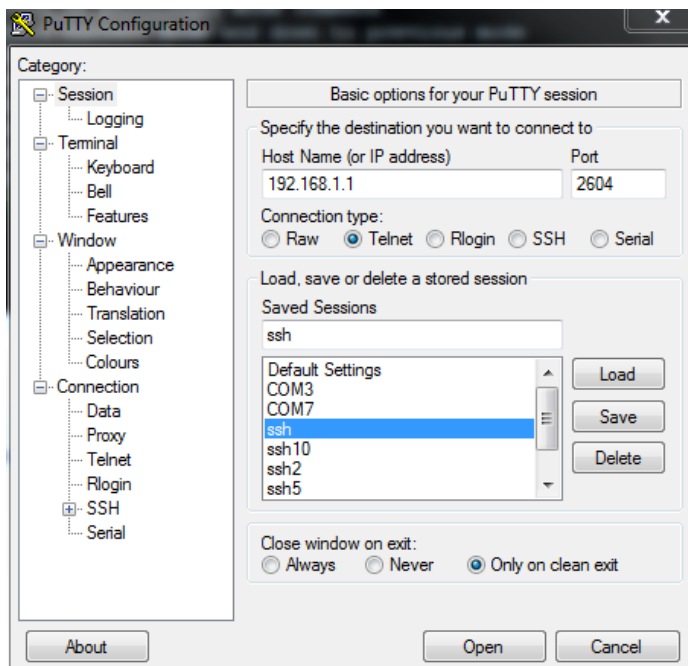 PuTTY Configuration
Category:
Session
Logging
Terminal
Keyboard
Bell
Features
Window
Appearance
Behaviour
Translation
Selection
Colours
Connection
Data
Proxy
Telnet
Rlogin
SSH
Serial
Basic options for your PuTTY session
Specify the destination you want to connect to
Host Name (or IP address) Port
192.168.1.1 2604
Connection type:
Raw Telnet Rlogin SSH Serial
Load, save or delete a stored session
Saved Sessions
ssh
Default Settings
COM3
COM7
ssh
ssh10
ssh2
ssh5
Load
Save
Delete
Close window on exit:
Always Never Only on clean exit
About Open Cancel